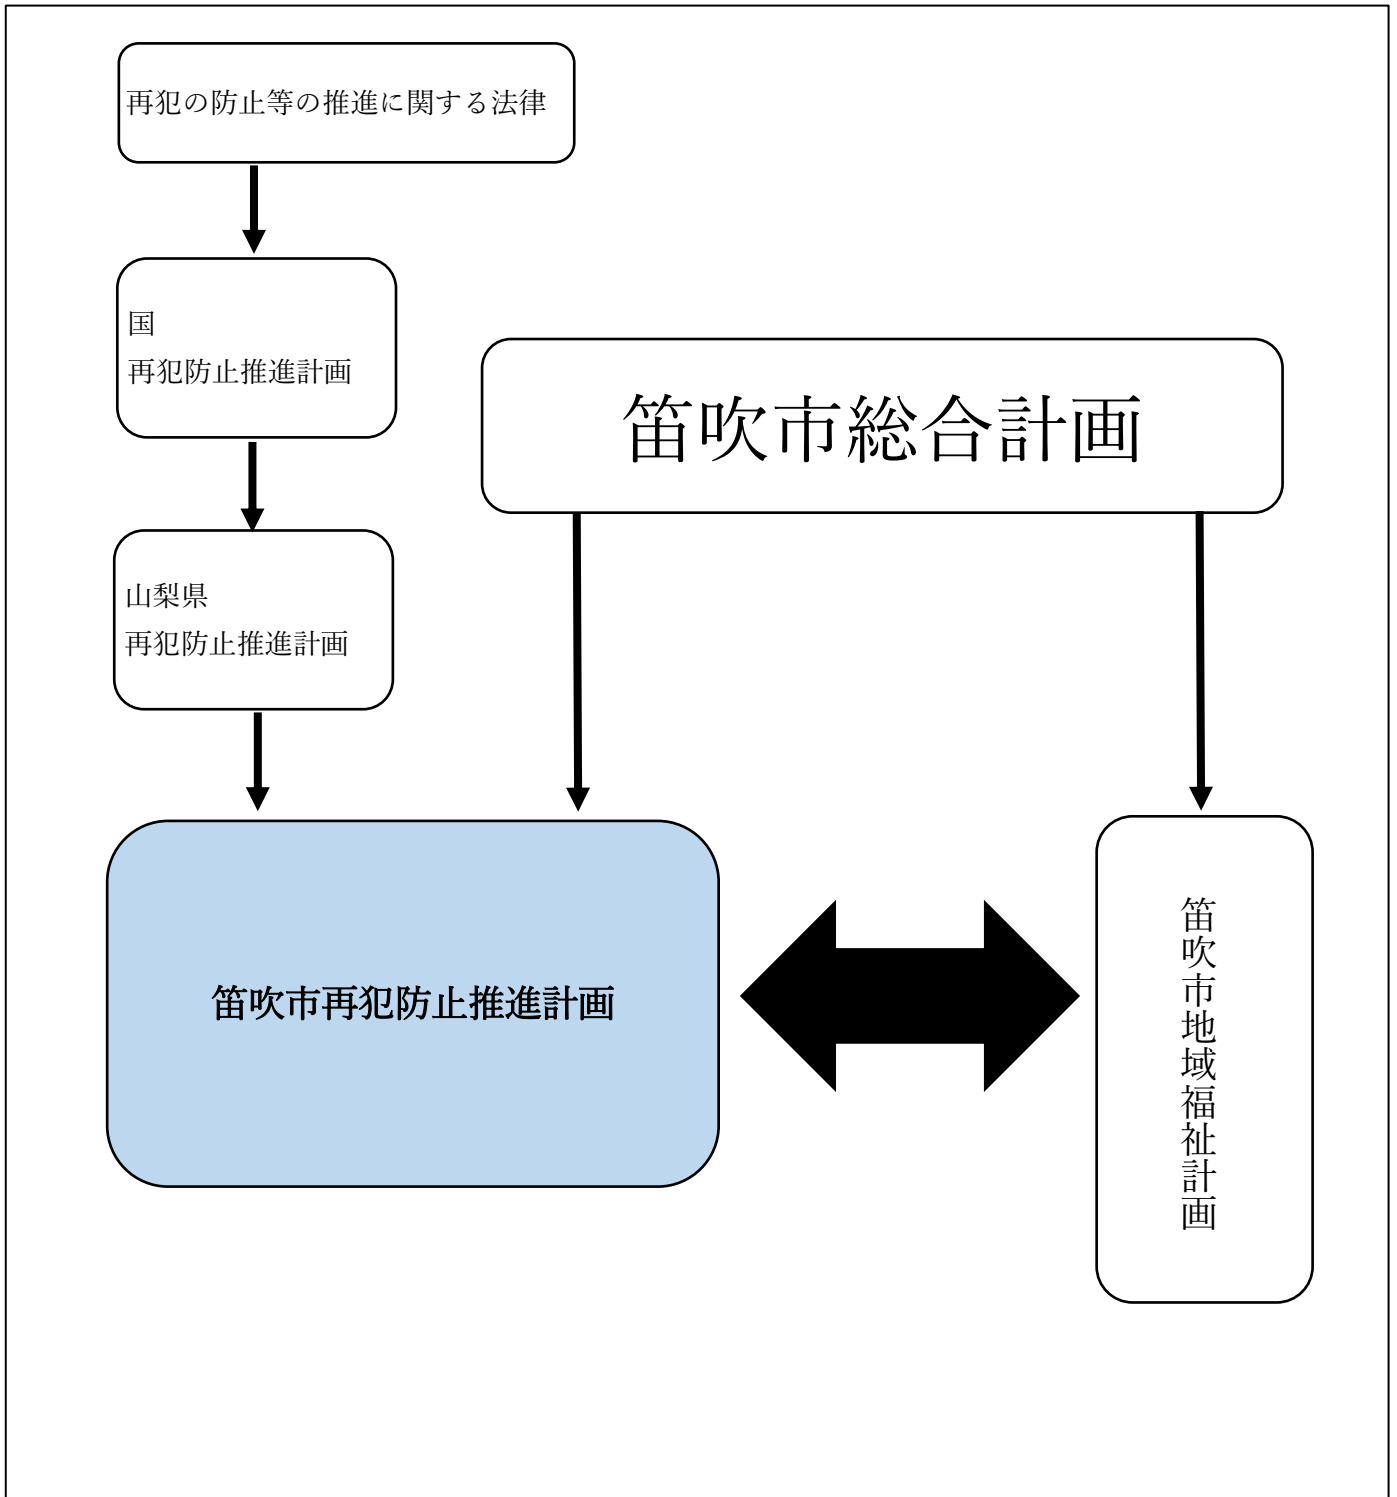 再犯の防止等の推進に関する法律
国
再犯防止推進計画
笛吹市総合計画
山梨県
再犯防止推進計画
笛吹市再犯防止推進計画
笛吹市地域福祉計画